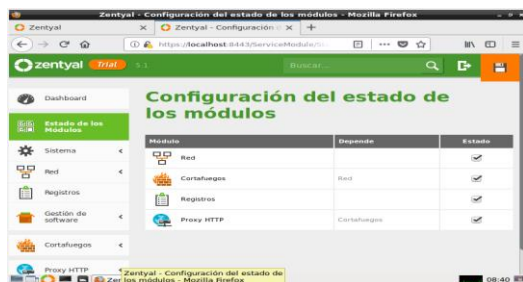 Zentyal - Configuración del estado de los módulos - Mozilla Firefox
Zentyal
Zentyal - Configuración
https://localhost:8443/ServiceModule/
zentyal Trial 5.1
Buscar...
Dashboard
Estado de los
Módulos
Sistema
Red
Registros
Gestión de
software
Cortafuegos
Proxy HTTP
Configuración del estado de
los módulos
Módulo Depende Estado
Red
Cortafuegos Red
Registros
Proxy HTTP Cortafuegos
Zentyal - Configuración del estado de
los módulos - Mozilla Firefox
08:40